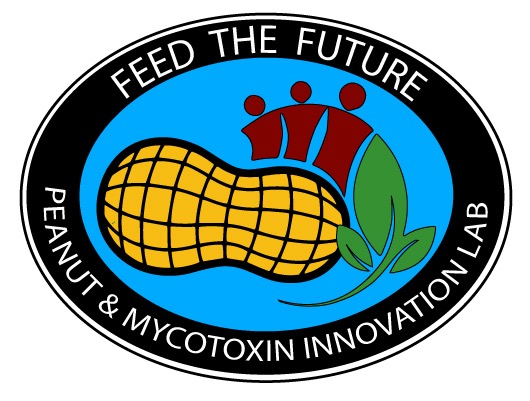 FEED THE FUTURE
PEANUT & MYCOTOXIN INNOVATION LAB